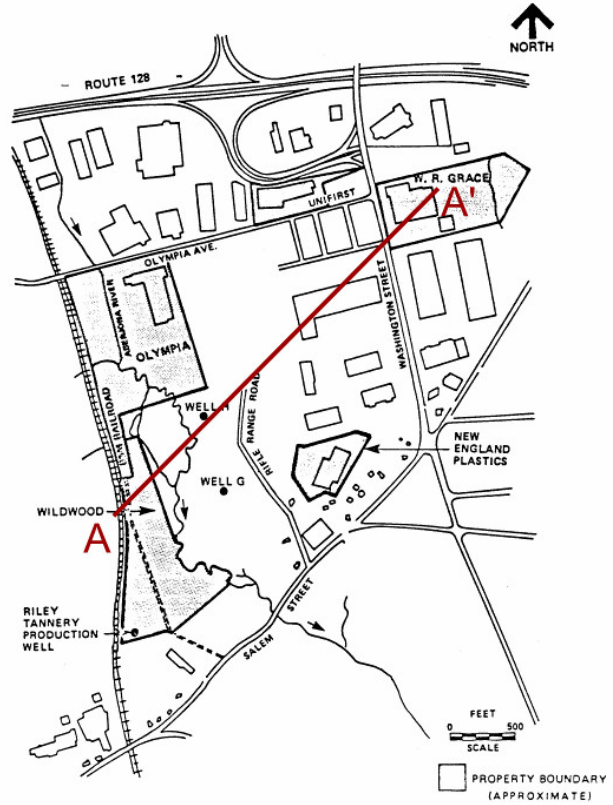 NORTH
ROUTE 128
W. R. GRACE
A'
UNIFIRST
OLYMPIA AVE.
ABERJONA RIVER
OLYMPIA
WASHINGTON STREET
B&M RAILROAD
WELL H
RIFLE RANGE ROAD
NEW
ENGLAND
PLASTICS
WELL G
WILDWOOD
A
RILEY
TANNERY
PRODUCTION
WELL
SALEM STREET
FEET
0 500
SCALE
PROPERTY BOUNDARY
(APPROXIMATE)